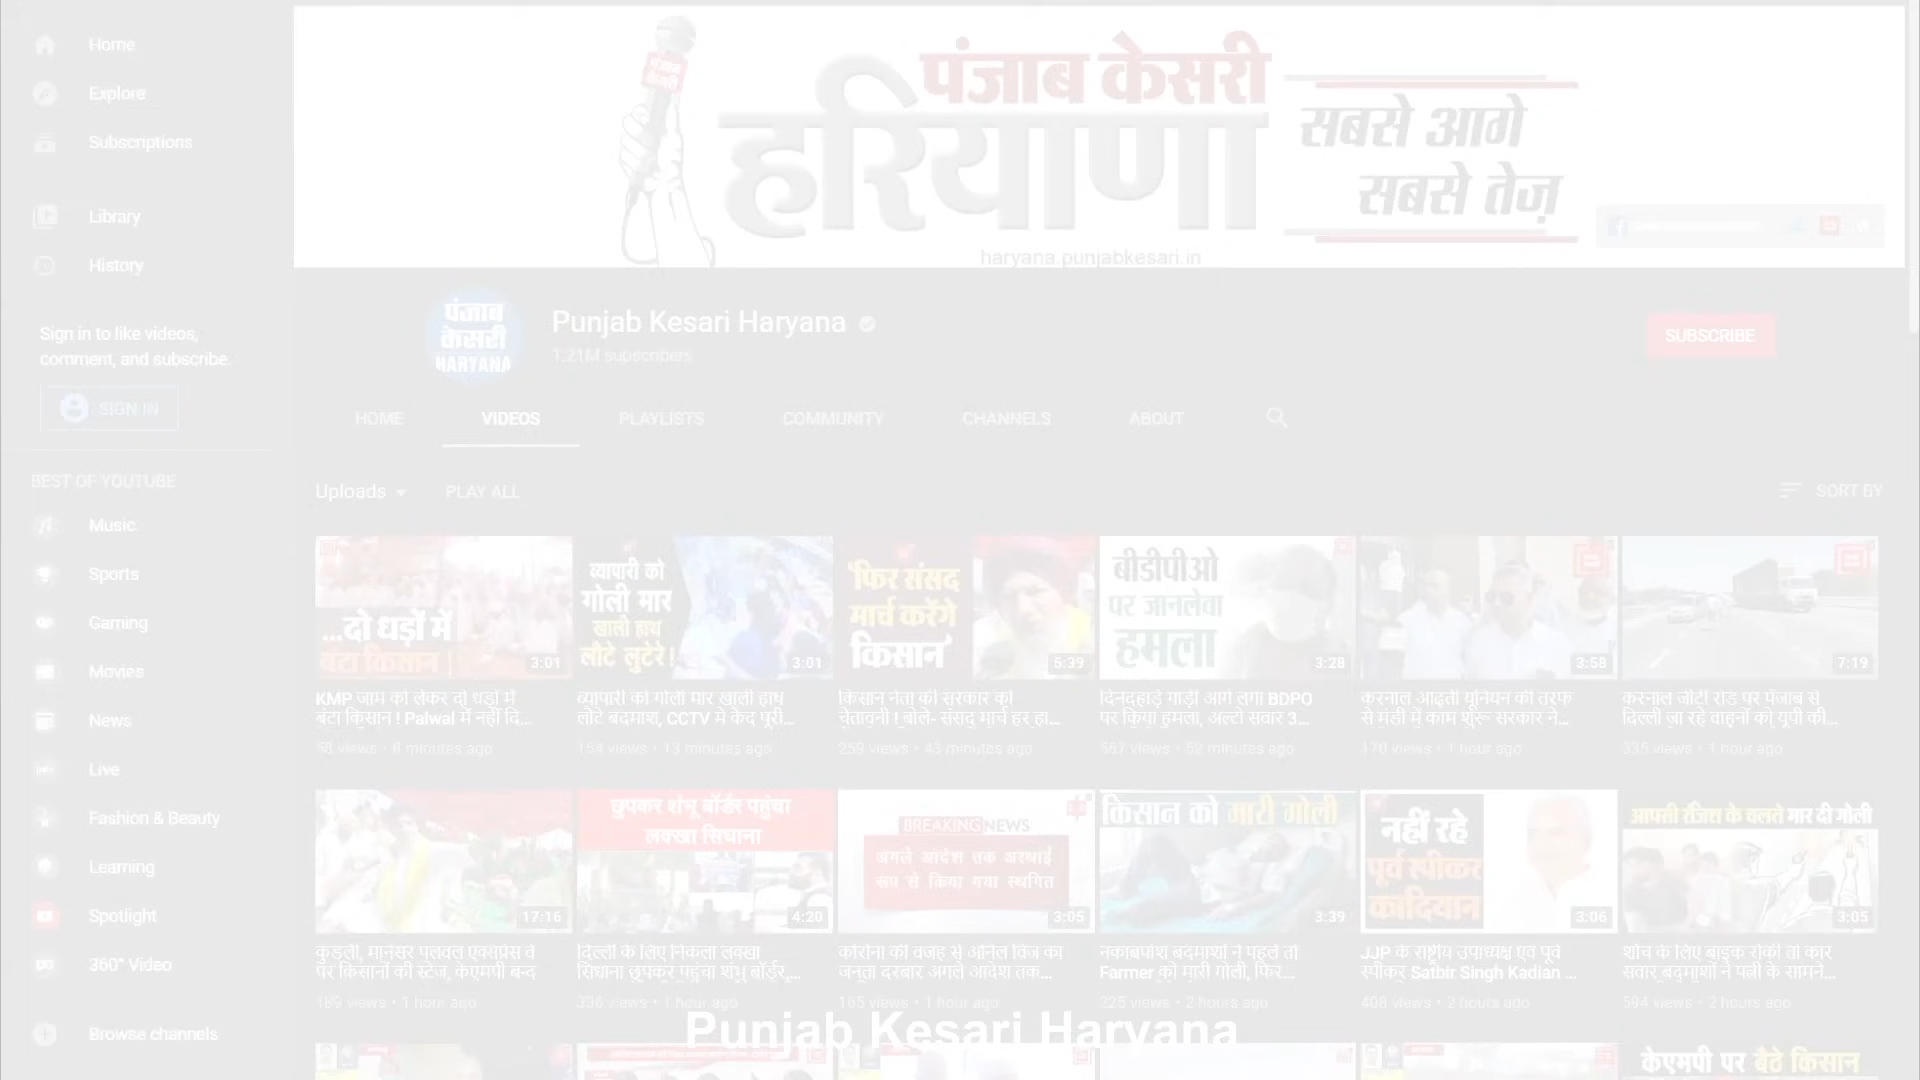 Home
Explore
Subscriptions
Library
History
Sign in to like videos,
comment, and subscribe.
SIGN IN
BEST OF YOUTUBE
Music
Sports
Gaming
Movies
News
Live
Fashion & Beauty
Learning
Spotlight
360° Video
Browse channels
पंजाब केसरी
हरियाणा
सबसे आगे
सबसे तेज़
haryana.punjabkesari.in
पंजाब
केसरी
HARYANA
Punjab Kesari Haryana
1.21M subscribers
SUBSCRIBE
HOME VIDEOS PLAYLISTS COMMUNITY CHANNELS ABOUT
Uploads PLAY ALL SORT BY
...दो धड़ों में
बंटा किसान
3:01
व्यापारी को
गोली मार
खाली हाथ
लौटे लुटेरे!
3:01
'फिर संसद
मार्च करेंगे
किसान'
5:39
बीडीपीओ
पर जानलेवा
हमला
3:28
3:58
7:19
KMP जाम को लेकर दो धड़ों में
बंटा किसान ! Palwal में नहीं दि...
58 views • 8 minutes ago
व्यापारी को गोली मार खाली हाथ
लौटे बदमाश, CCTV में कैद पूरी...
154 views • 13 minutes ago
किसान नेता की सरकार को
चेतावनी ! बोले- संसद मार्च हर हा...
259 views • 43 minutes ago
दिनदहाड़े गाड़ी आगे लगा BDPO
पर किया हमला, अल्टो सवार 3...
567 views • 52 minutes ago
करनाल आढ़ती यूनियन की तरफ
से मंडी में काम शुरू सरकार ने...
170 views • 1 hour ago
करनाल जीटी रोड पर पंजाब से
दिल्ली जा रहे वाहनों को यूपी की...
335 views • 1 hour ago
17:16
छुपकर शंभू बॉर्डर पहुंचा
लक्खा सिधाना
4:20
BREAKING NEWS
अगले आदेश तक अस्थाई
रूप से किया गया स्थगित
3:05
किसान को मारी गोली
3:39
नहीं रहे
पूर्व स्पीकर
कादियान
3:06
आपसी रंजिश के चलते मार दी गोली
3:05
कुंडली, मानेसर पलवल एक्सप्रेस वे
पर किसानों की स्टेज, केएमपी बन्द
189 views • 1 hour ago
दिल्ली के लिए निकला लक्खा
सिधाना छुपकर पहुंचा शंभू बॉर्डर,...
336 views • 1 hour ago
कोरोना की वजह से अनिल विज का
जनता दरबार अगले आदेश तक...
165 views • 1 hour ago
नकाबपोश बदमाशों ने पहले तो
Farmer को मारी गोली, फिर...
225 views • 2 hours ago
JJP के राष्ट्रीय उपाध्यक्ष एवं पूर्व
स्पीकर Satbir Singh Kadian ...
408 views • 2 hours ago
शौच के लिए बाइक रोकी तो कार
सवार बदमाशों ने पत्नी के सामने...
594 views • 2 hours ago
Punjab Kesari Haryana
केएमपी पर बैठे किसान